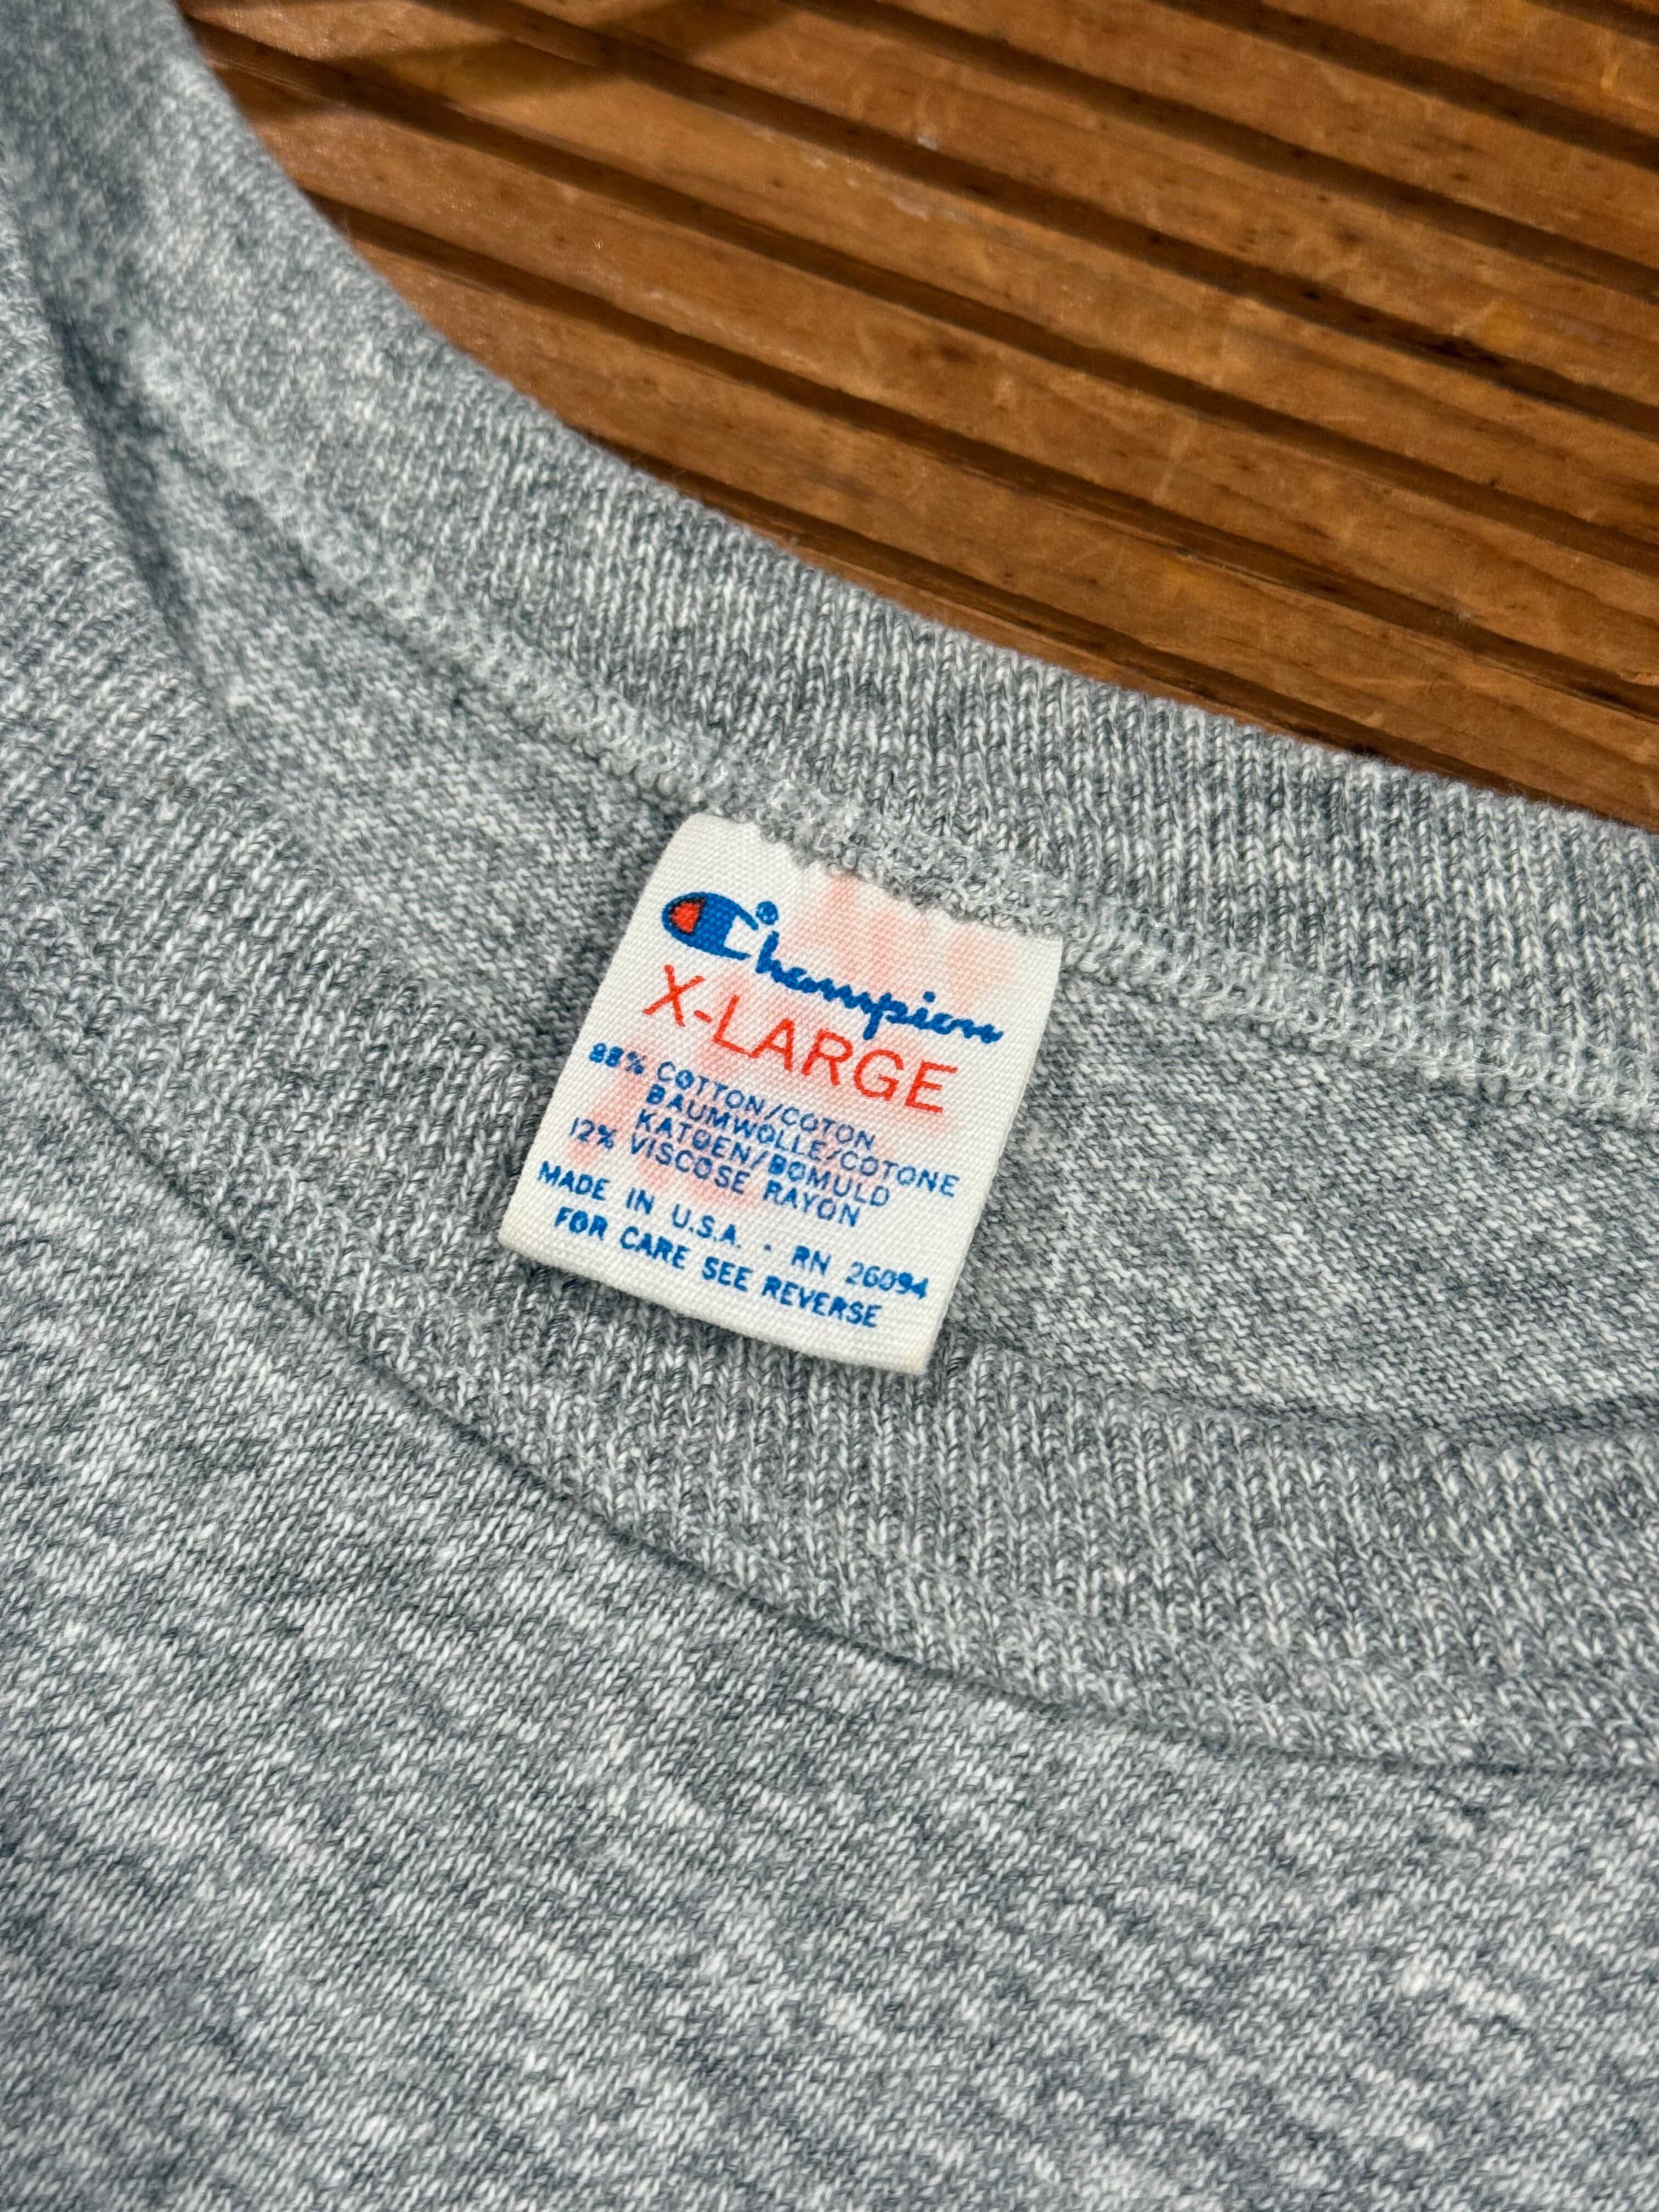 Champion
X-LARGE
88% COTTON/COTON
BAUMWOLLE/COTONE
KATOEN/BOMULD
12% VISCOSE RAYON
MADE IN U.S.A. · RN 26094
FOR CARE SEE REVERSE